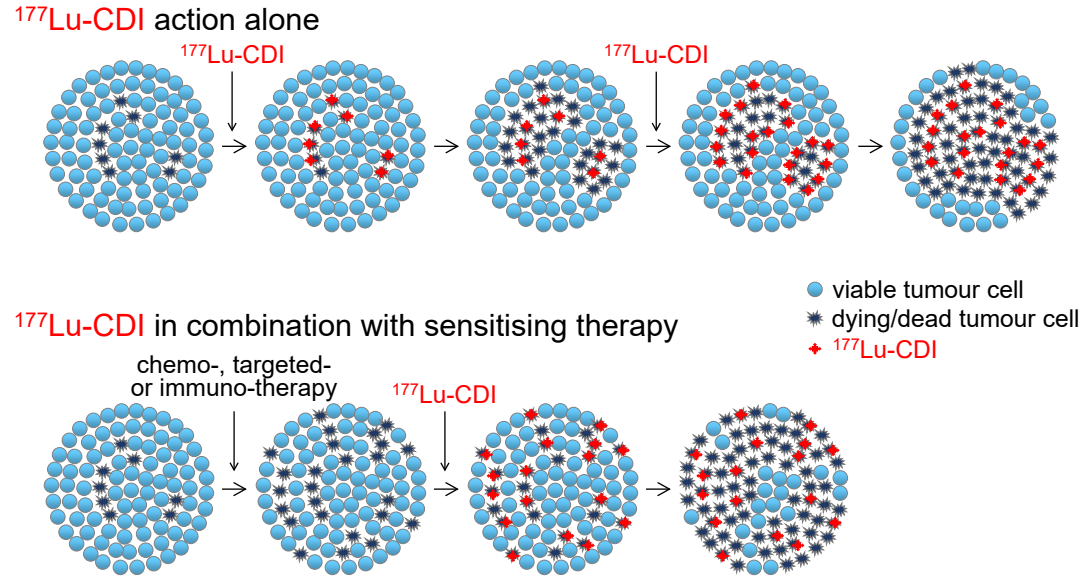 ¹⁷⁷Lu-CDI action alone
¹⁷⁷Lu-CDI
¹⁷⁷Lu-CDI
viable tumour cell
dying/dead tumour cell
¹⁷⁷Lu-CDI
¹⁷⁷Lu-CDI in combination with sensitising therapy
chemo-, targeted-
or immuno-therapy
¹⁷⁷Lu-CDI